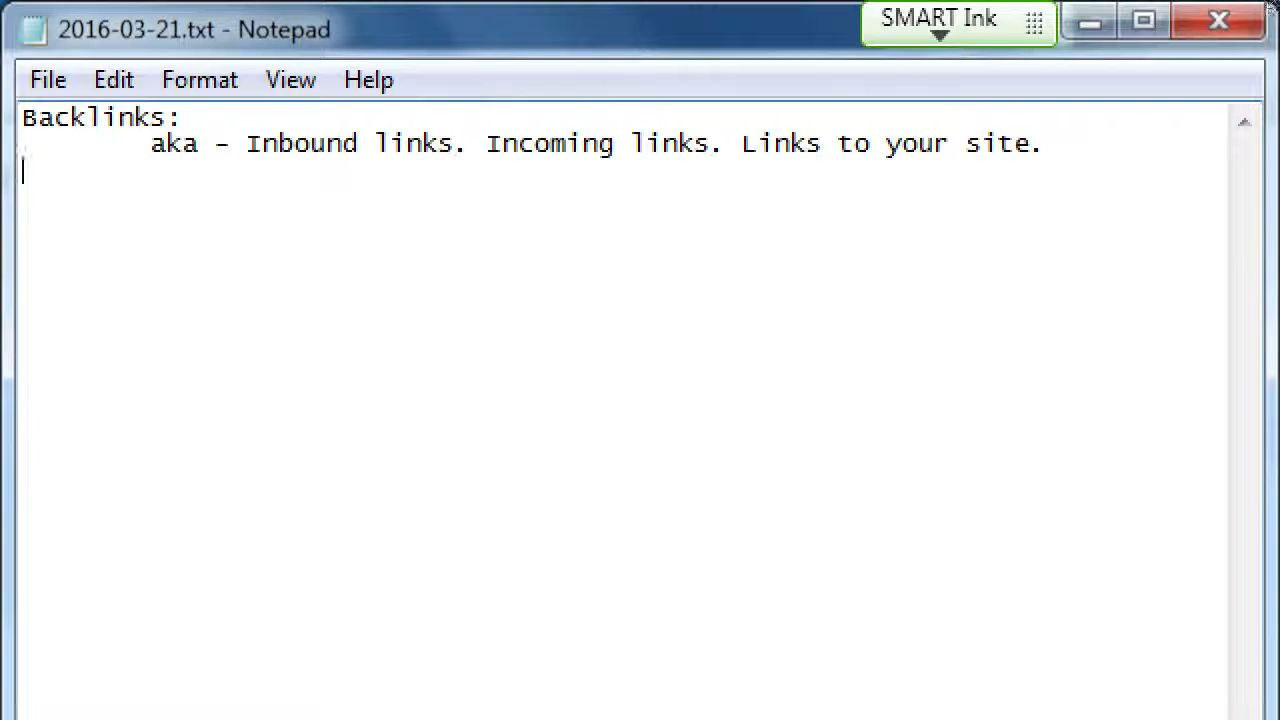 2016-03-21.txt - Notepad
SMART Ink
File Edit Format View Help
Backlinks:
aka - Inbound links. Incoming links. Links to your site.